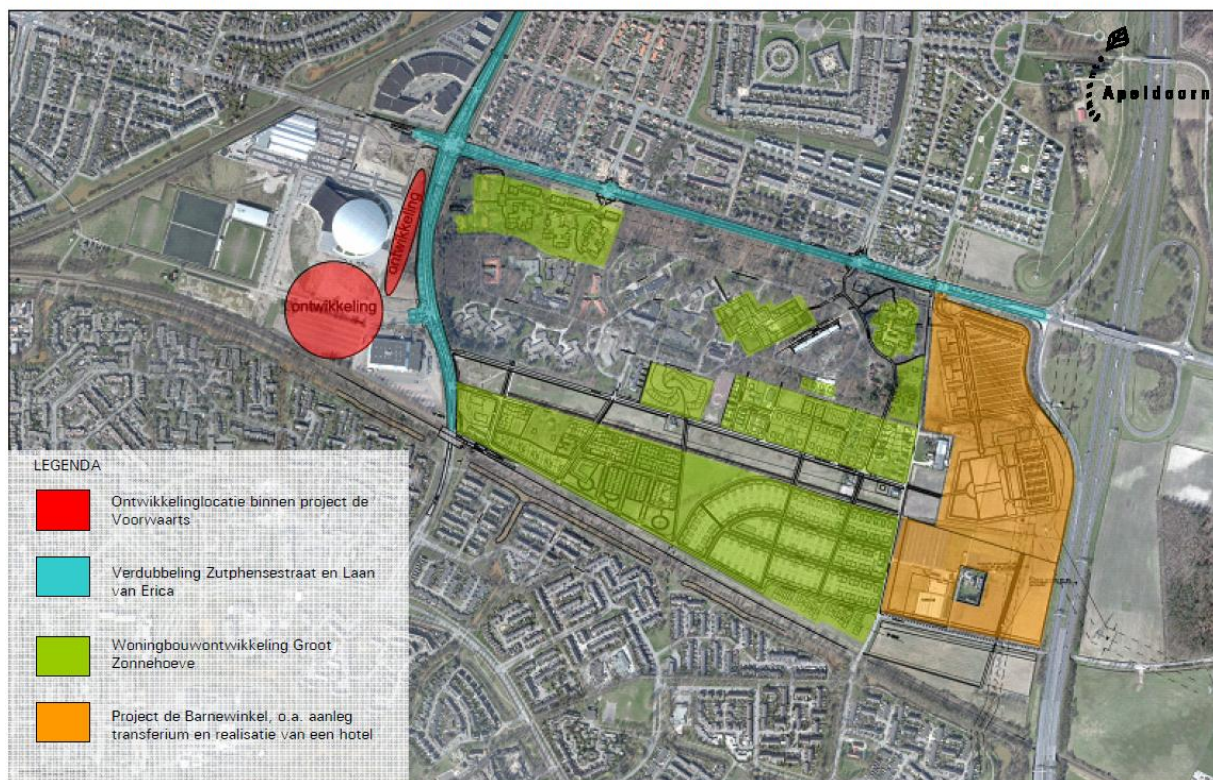 Apeldoorn
ontwikkeling
ontwikkeling
LEGENDA
Ontwikkelinglocatie binnen project de
Voorwaarts
Verdubbeling Zutphensestraat en Laan
van Erica
Woningbouwontwikkeling Groot
Zonnehoeve
Project de Barnewinkel, o.a. aanleg
transferium en realisatie van een hotel